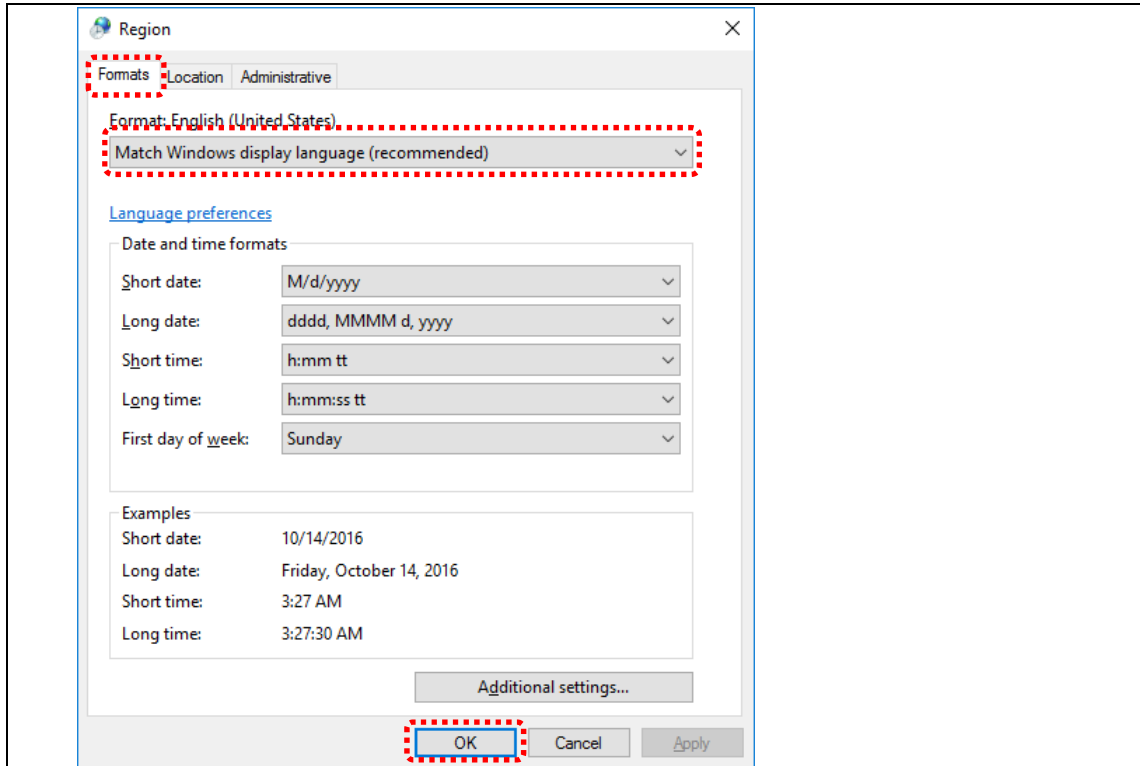 Region
Formats Location Administrative
Format: English (United States)
Match Windows display language (recommended)
Language preferences
Date and time formats
Short date: M/d/yyyy
Long date: dddd, MMMM d, yyyy
Short time: h:mm tt
Long time: h:mm:ss tt
First day of week: Sunday
Examples
Short date: 10/14/2016
Long date: Friday, October 14, 2016
Short time: 3:27 AM
Long time: 3:27:30 AM
Additional settings...
OK Cancel Apply